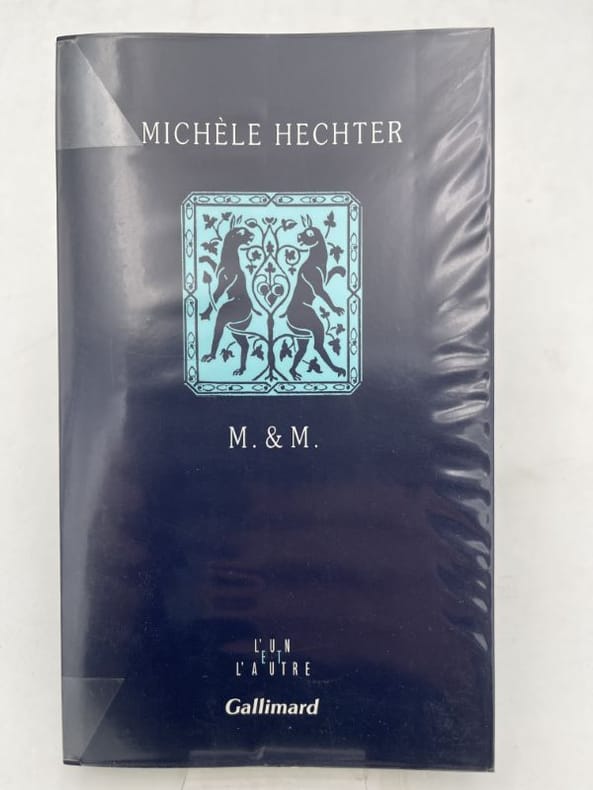 MICHÈLE HECHTER
M. & M.
L'UN
ET
L'AUTRE
Gallimard